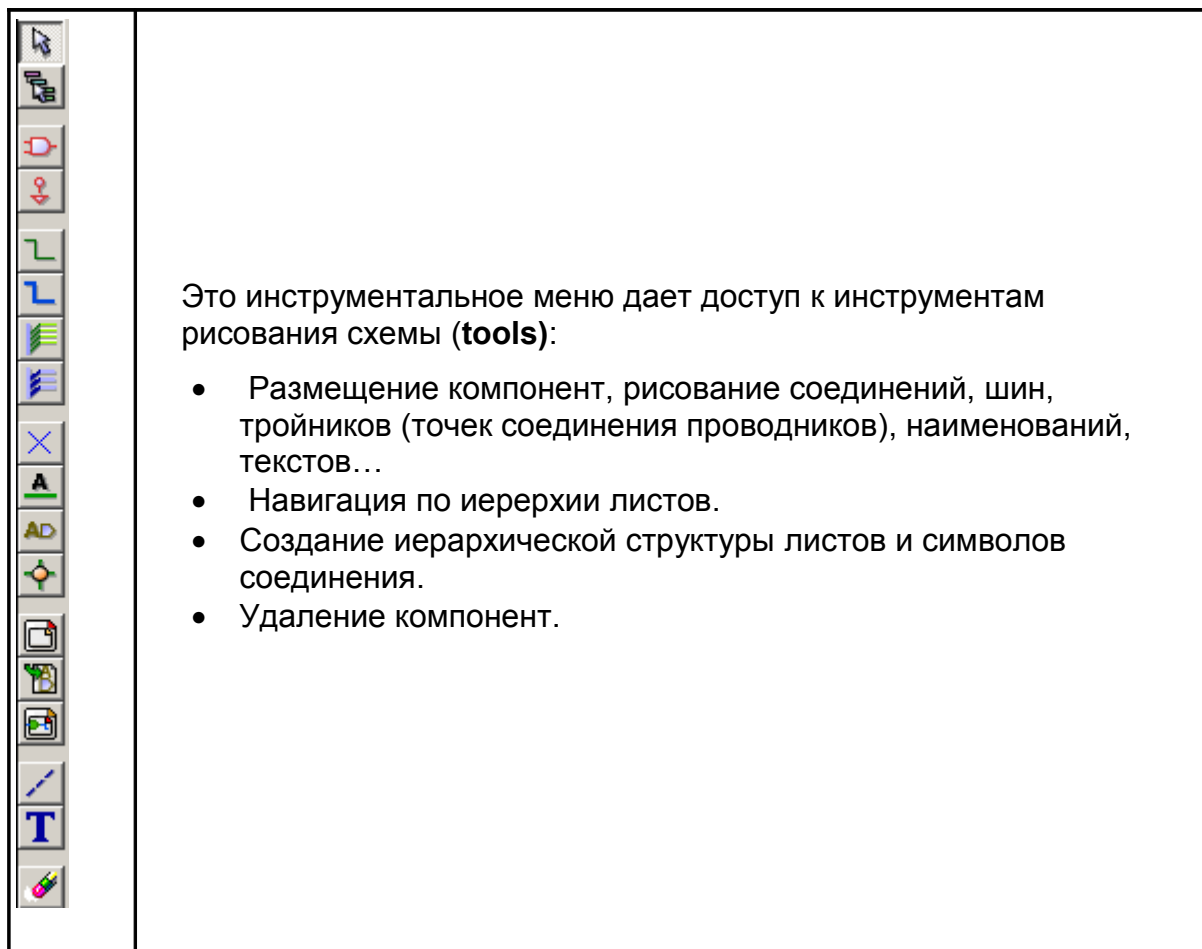 Это инструментальное меню дает доступ к инструментам
рисования схемы (tools):
• Размещение компонент, рисование соединений, шин,
тройников (точек соединения проводников), наименований,
текстов…
• Навигация по иерерхии листов.
• Создание иерархической структуры листов и символов
соединения.
• Удаление компонент.
A
AD
T